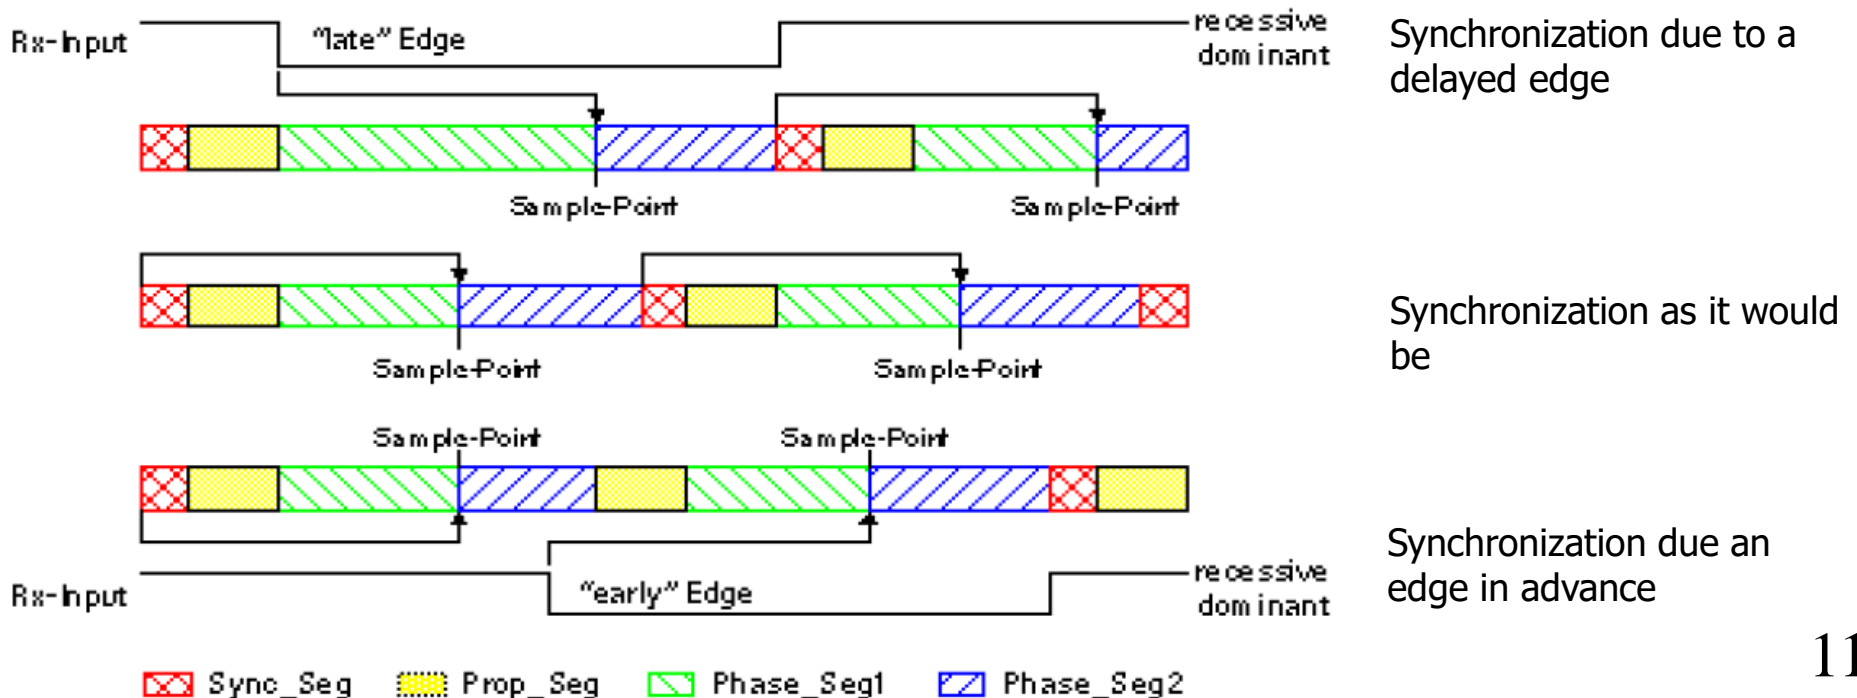 Rx-Input
"late" Edge
recessive
dominant
Synchronization due to a
delayed edge
Sample-Point
Sample-Point
Sample-Point
Sample-Point
Synchronization as it would
be
Sample-Point
Sample-Point
Rx-Input
"early" Edge
recessive
dominant
Synchronization due an
edge in advance
Sync_Seg
Prop_Seg
Phase_Seg1
Phase_Seg2
11